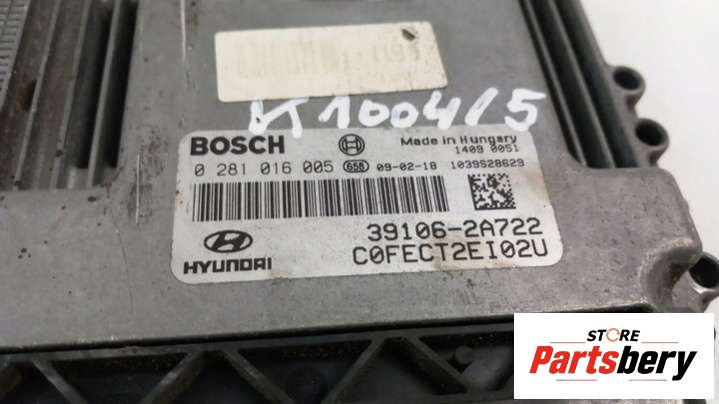 K1004/5
BOSCH
Made in Hungary
1409 0051
0 281 016 005 658 09-02-18 1039S28629
39106-2A722
C0FECT2EI02U
HYUNDAI
STORE
Partsbery